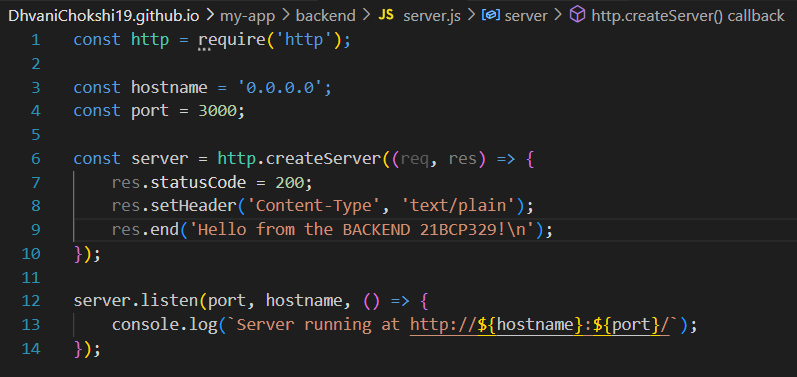 DhvaniChokshi19.github.io > my-app > backend > JS server.js > server > http.createServer() callback
1 const http = require('http');
2
3 const hostname = '0.0.0.0';
4 const port = 3000;
5
6 const server = http.createServer((req, res) => {
7 res.statusCode = 200;
8 res.setHeader('Content-Type', 'text/plain');
9 res.end('Hello from the BACKEND 21BCP329!\n');
10 });
11
12 server.listen(port, hostname, () => {
13 console.log(`Server running at http://${hostname}:${port}/`);
14 });